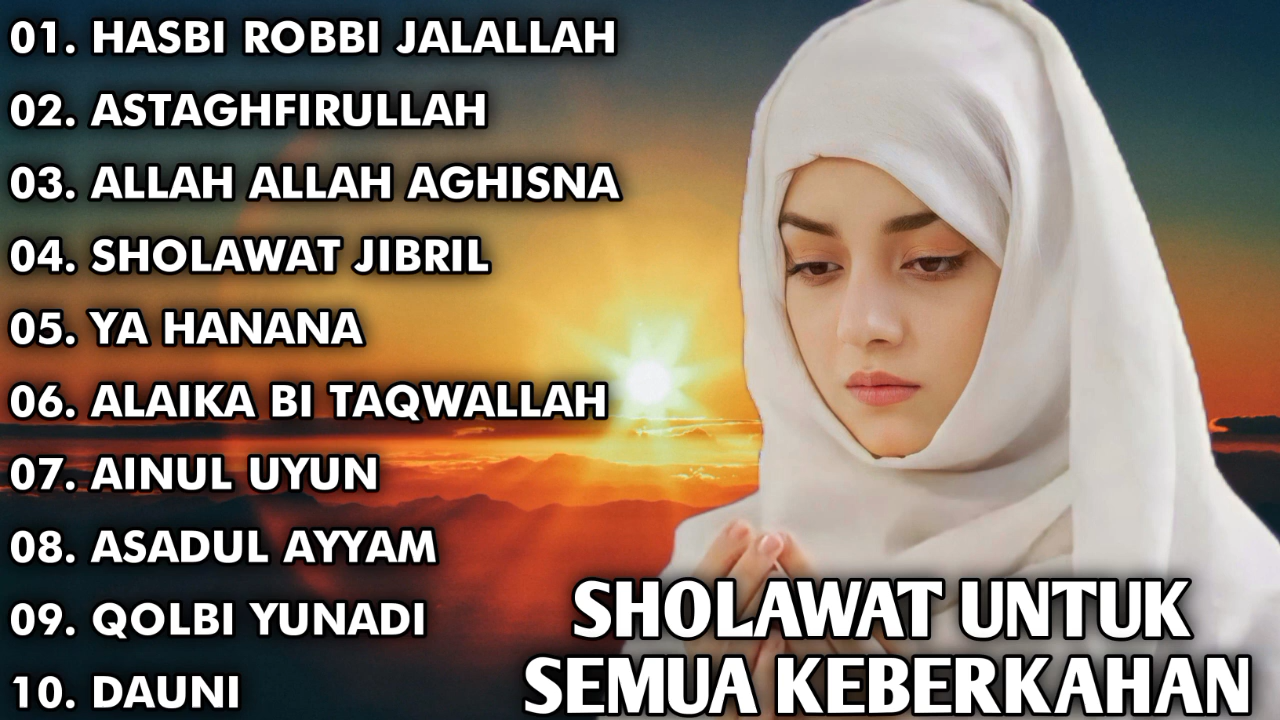 01. HASBI ROBBI JALALLAH
02. ASTAGHFIRULLAH
03. ALLAH ALLAH AGHISNA
04. SHOLAWAT JIBRIL
05. YA HANANA
06. ALAIKA BI TAQWALLAH
07. AINUL UYUN
08. ASADUL AYYAM
09. QOLBI YUNADI
10. DAUNI
SHOLAWAT UNTUK
SEMUA KEBERKAHAN